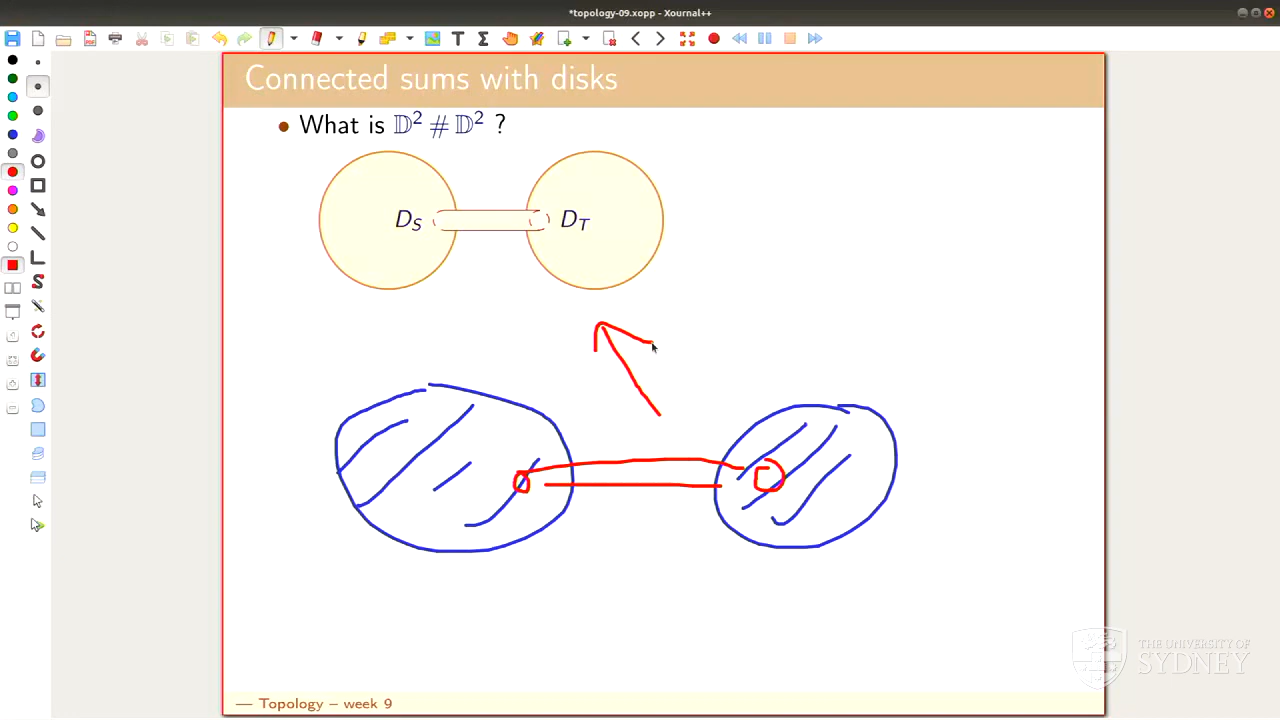 *topology-09.xopp - Xournal++
Connected sums with disks
• What is 𝔻² # 𝔻² ?
D_S D_T
— Topology – week 9
THE UNIVERSITY OF
SYDNEY